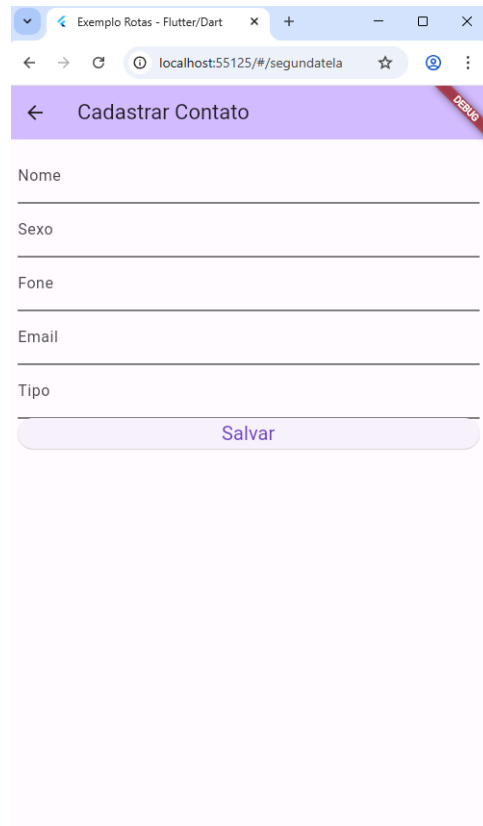 Exemplo Rotas - Flutter/Dart
localhost:55125/#/segundatela
Cadastrar Contato
DEBUG
Nome
Sexo
Fone
Email
Tipo
Salvar